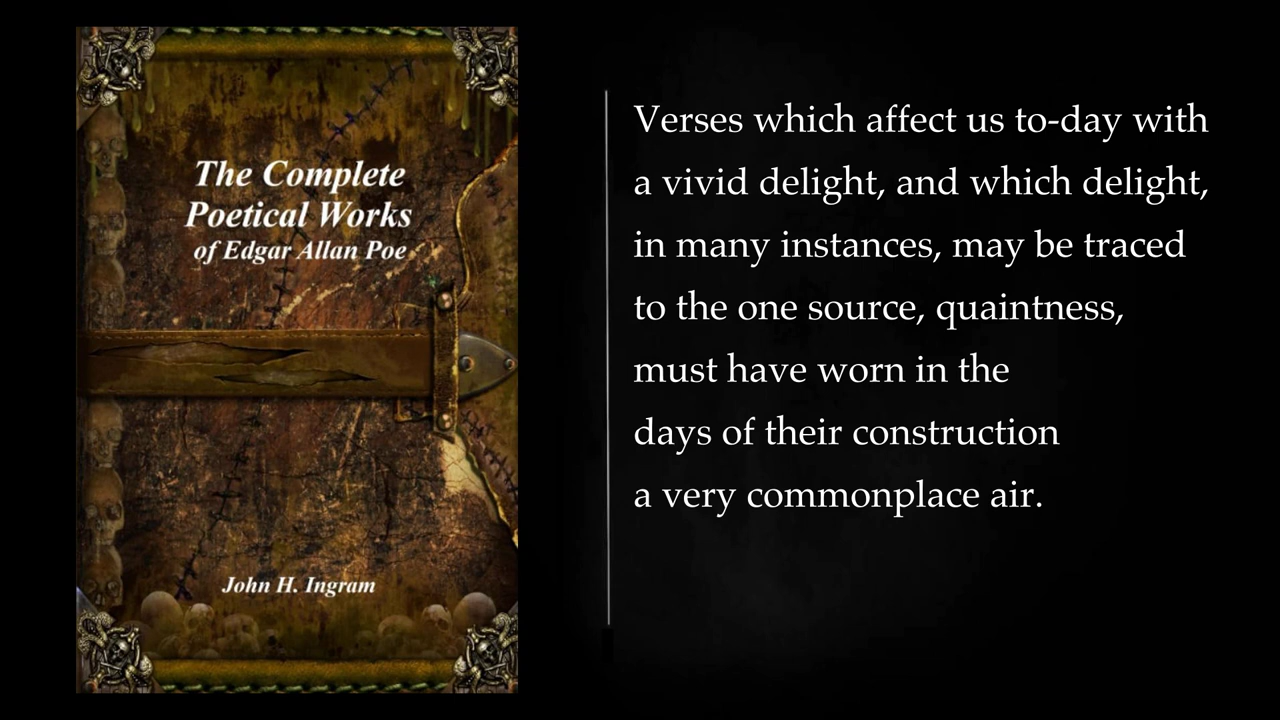 The Complete
Poetical Works
of Edgar Allan Poe
John H. Ingram
Verses which affect us to-day with
a vivid delight, and which delight,
in many instances, may be traced
to the one source, quaintness,
must have worn in the
days of their construction
a very commonplace air.